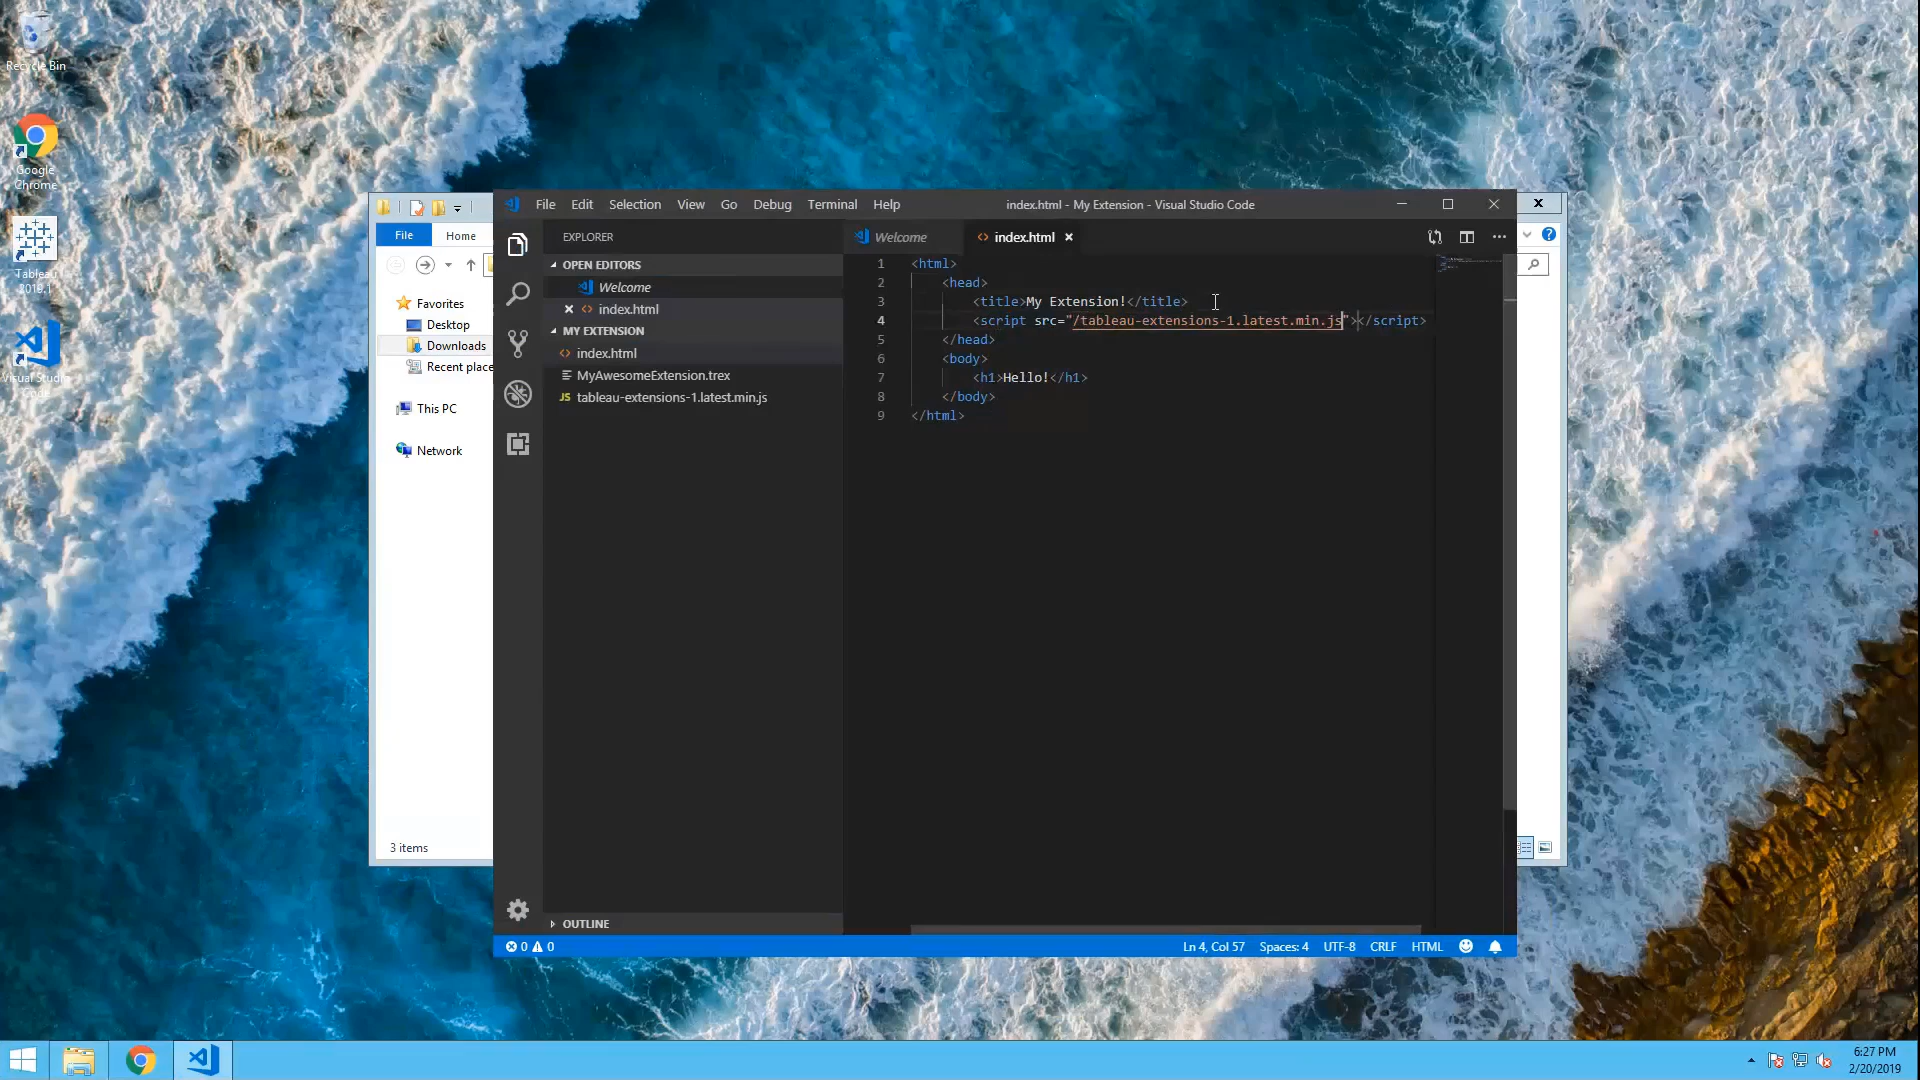 Recycle Bin
Google
Chrome
Tableau
2019.1
Visual Studio
Code
File
Home
Favorites
Desktop
Downloads
Recent place
This PC
Network
3 items
File Edit Selection View Go Debug Terminal Help
index.html - My Extension - Visual Studio Code
EXPLORER
OPEN EDITORS
Welcome
index.html
MY EXTENSION
index.html
MyAwesomeExtension.trex
JS tableau-extensions-1.latest.min.js
OUTLINE
Welcome
index.html
1 <html>
2 <head>
3 <title>My Extension!</title>
4 <script src="/tableau-extensions-1.latest.min.js"></script>
5 </head>
6 <body>
7 <h1>Hello!</h1>
8 </body>
9 </html>
0 0
Ln 4, Col 57 Spaces: 4 UTF-8 CRLF HTML
6:27 PM
2/20/2019